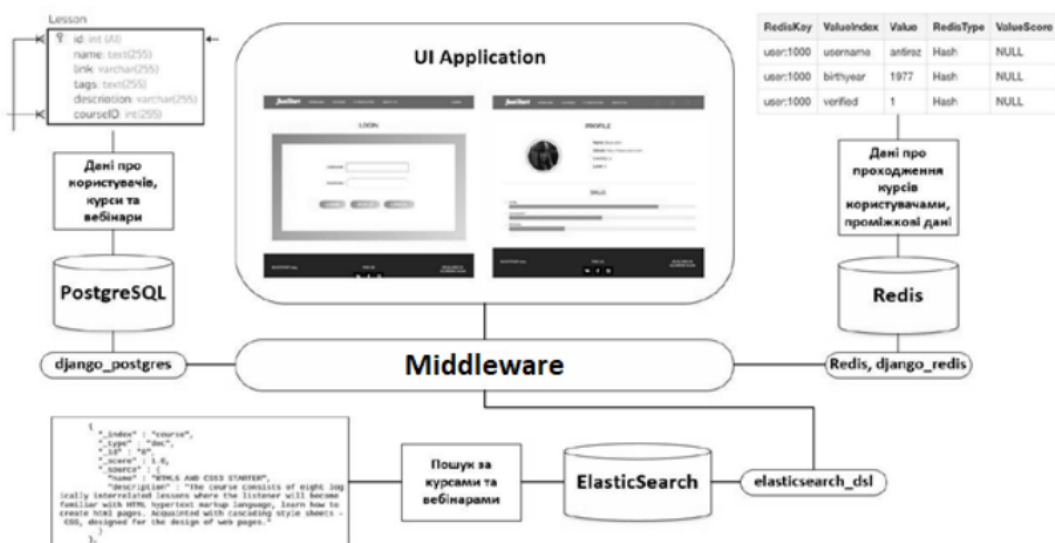 Lesson
id: int (AI)
name: text(255)
link: varchar(255)
tags: text(255)
description: varchar(255)
courseID: int(255)
Дані про
користувачів,
курси та
вебінари
PostgreSQL
django_postgres
UI Application
LOGIN
PROFILE
SKILLS
RedisKey ValueIndex Value RedisType ValueScore
user:1000 username antirez Hash NULL
user:1000 birthyear 1977 Hash NULL
user:1000 verified 1 Hash NULL
Дані про
проходження
курсів
користувачами,
проміжкові дані
Redis
Redis, django_redis
Middleware
{
"_index" : "course",
"_type" : "doc",
"_id" : "8",
"_score" : 1.0,
"_source" : {
"name" : "HTML5 AND CSS3 STARTER",
"description" : "The course consists of eight log
ically interrelated lessons where the listener will become
familiar with HTML hypertext markup language, learn how to
create html pages. Acquainted with cascading style sheets -
CSS, designed for the design of web pages."
}
},
Пошук за
курсами та
вебінарами
ElasticSearch
elasticsearch_dsl